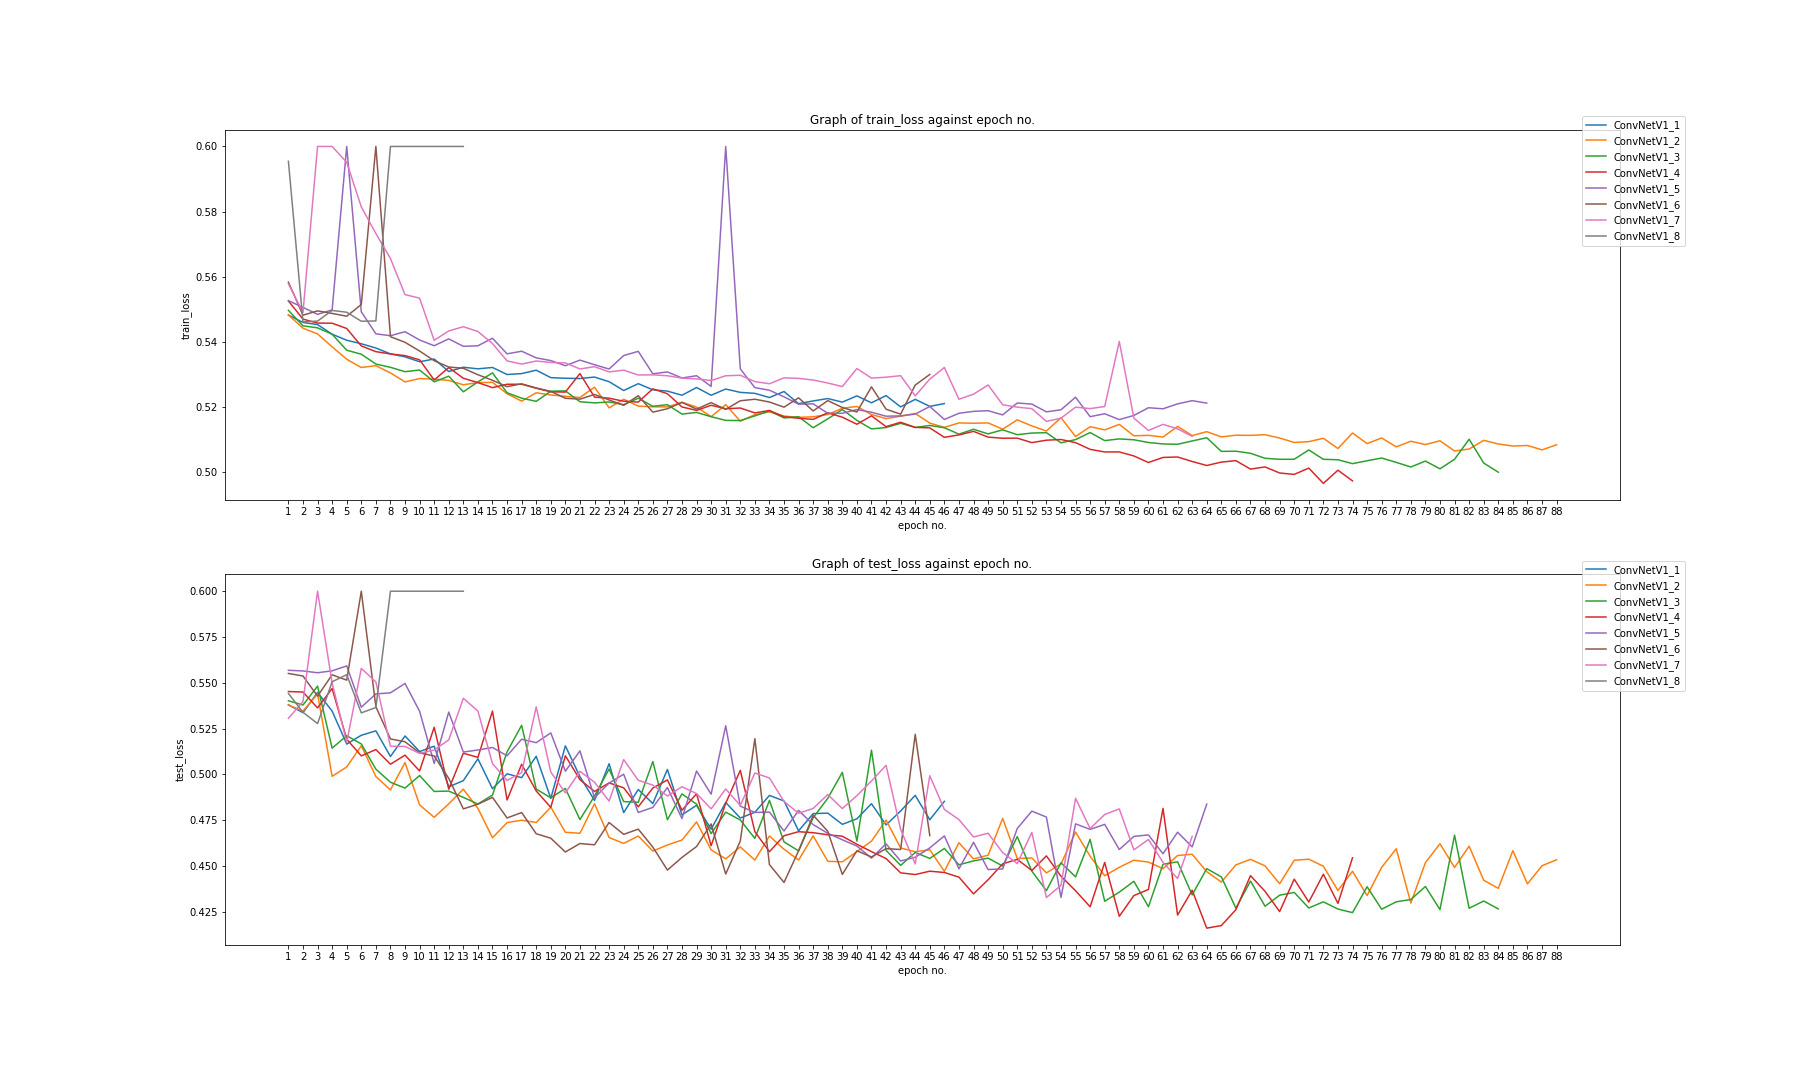 Graph of train_loss against epoch no.
ConvNetV1_1
ConvNetV1_2
ConvNetV1_3
ConvNetV1_4
ConvNetV1_5
ConvNetV1_6
ConvNetV1_7
ConvNetV1_8
0.60
0.58
0.56
0.54
0.52
0.50
train_loss
1 2 3 4 5 6 7 8 9 10 11 12 13 14 15 16 17 18 19 20 21 22 23 24 25 26 27 28 29 30 31 32 33 34 35 36 37 38 39 40 41 42 43 44 45 46 47 48 49 50 51 52 53 54 55 56 57 58 59 60 61 62 63 64 65 66 67 68 69 70 71 72 73 74 75 76 77 78 79 80 81 82 83 84 85 86 87 88
epoch no.
Graph of test_loss against epoch no.
ConvNetV1_1
ConvNetV1_2
ConvNetV1_3
ConvNetV1_4
ConvNetV1_5
ConvNetV1_6
ConvNetV1_7
ConvNetV1_8
0.600
0.575
0.550
0.525
0.500
0.475
0.450
0.425
test_loss
1 2 3 4 5 6 7 8 9 10 11 12 13 14 15 16 17 18 19 20 21 22 23 24 25 26 27 28 29 30 31 32 33 34 35 36 37 38 39 40 41 42 43 44 45 46 47 48 49 50 51 52 53 54 55 56 57 58 59 60 61 62 63 64 65 66 67 68 69 70 71 72 73 74 75 76 77 78 79 80 81 82 83 84 85 86 87 88
epoch no.